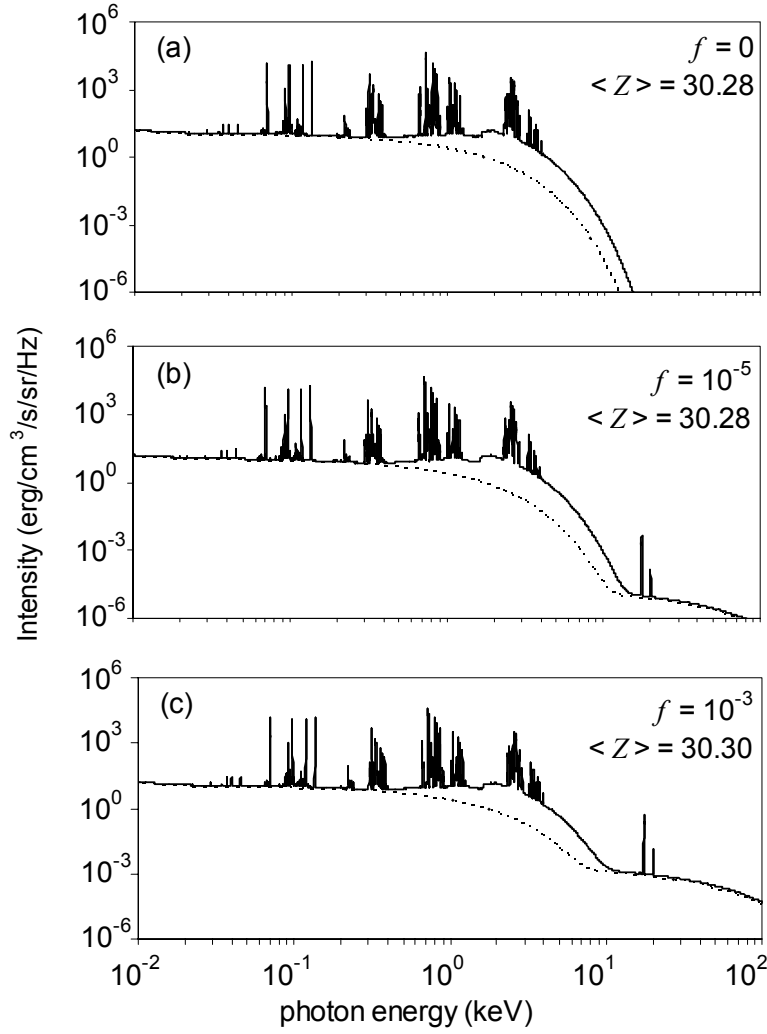 (a)
f = 0
< Z > = 30.28
10^6
10^3
10^0
10^-3
10^-6
(b)
f = 10^-5
< Z > = 30.28
10^6
10^3
10^0
10^-3
10^-6
Intensity (erg/cm^3/s/sr/Hz)
(c)
f = 10^-3
< Z > = 30.30
10^6
10^3
10^0
10^-3
10^-6
10^-2 10^-1 10^0 10^1 10^2
photon energy (keV)